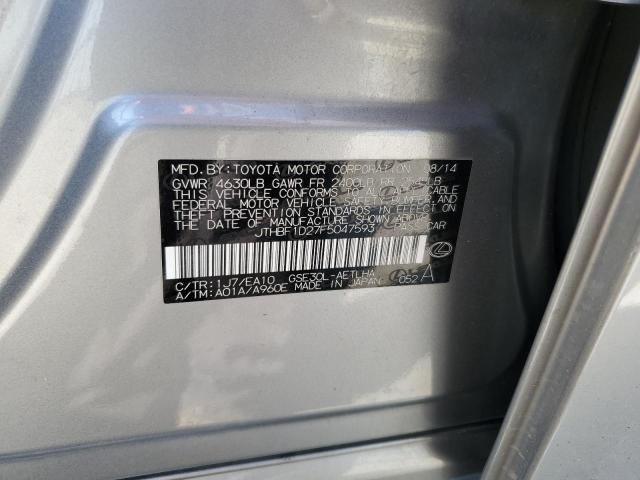 MFD. BY: TOYOTA MOTOR CORPORATION 08/14
GVWR 4630LB GAWR FR 2400LB RR LB
THIS VEHICLE CONFORMS TO ALL APPLICABLE
FEDERAL MOTOR VEHICLE SAFETY, BUMPER, AND
THEFT PREVENTION STANDARDS IN EFFECT ON
THE DATE OF MANUFACTURE SHOWN ABOVE.
JTHBF1D27F5047593 PASS.CAR
C/TR: 1J7/EA10 GSE30L-AETLHA
A/TM: A01A/A960E MADE IN JAPAN 052 A